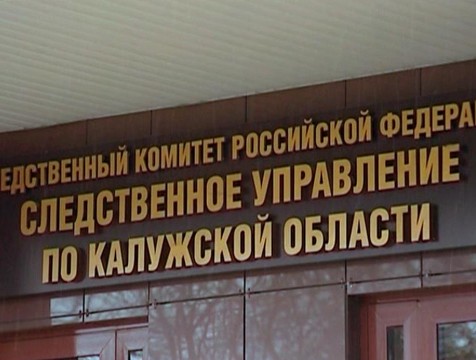 ЕДСТВЕННЫЙ КОМИТЕТ РОССИЙСКОЙ ФЕДЕРА
СЛЕДСТВЕННОЕ УПРАВЛЕНИЕ
ПО КАЛУЖСКОЙ ОБЛАСТИ